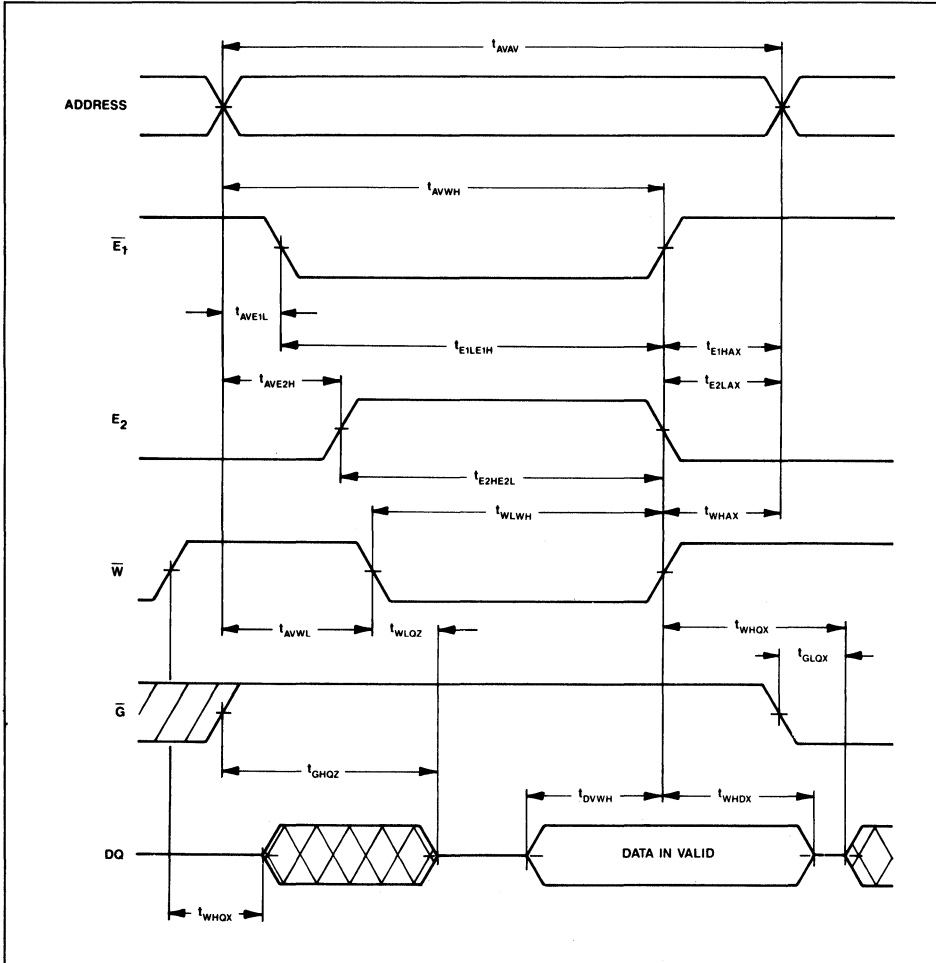 tAVAV
ADDRESS
tAVWH
E̅1̅
tAVE1L
tE1LE1H
tE1HAX
tAVE2H
tE2LAX
E2
tE2HE2L
tWLWH
tWHAX
W̅
tAVWL
tWLQZ
tWHQX
tGLQX
G̅
tGHQZ
tDVWH
tWHDX
DQ
DATA IN VALID
tWHQX